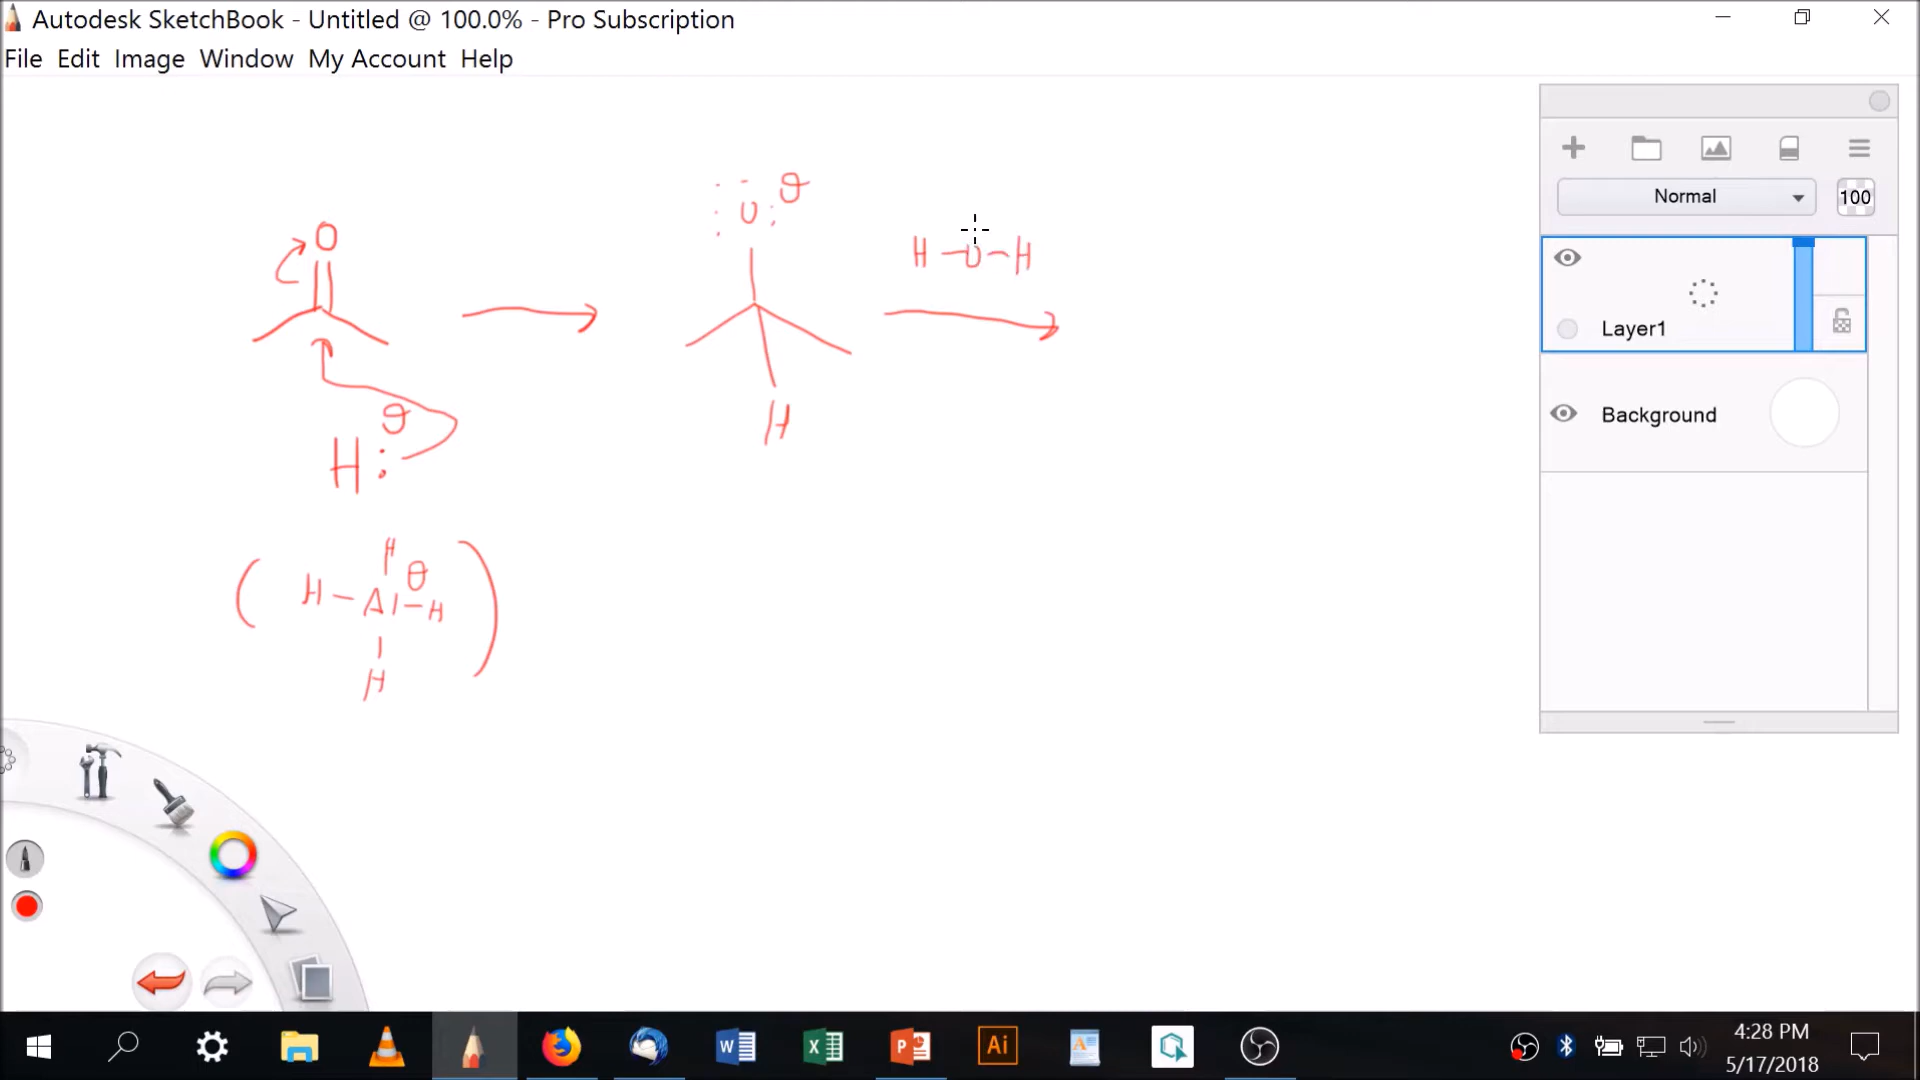 Autodesk SketchBook - Untitled @ 100.0% - Pro Subscription
File Edit Image Window My Account Help
Normal
100
Layer1
Background
O
O
H - O - H
H :
H
H
H - Al - H
H
Ai
4:28 PM
5/17/2018